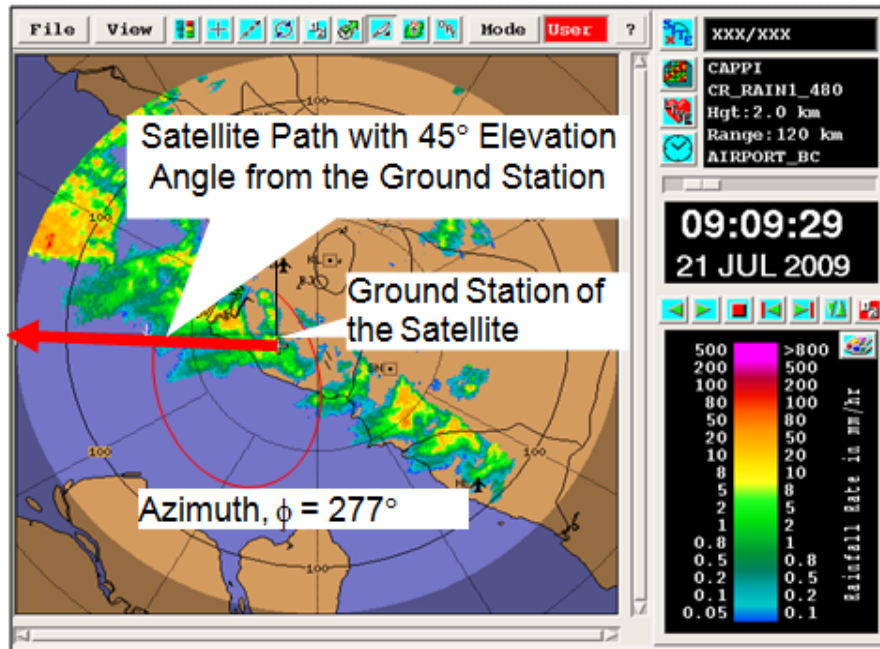 File View Mode User ?
XXX/XXX
CAPPI
CR_RAIN1_480
Hgt:2.0 km
Range:120 km
AIRPORT_BC
09:09:29
21 JUL 2009
100
Satellite Path with 45° Elevation
Angle from the Ground Station
100
100
Ground Station of
the Satellite
100
100
100
Azimuth, ϕ = 277°
500 >800
200 500
100 200
80 100
50 80
20 50
10 20
8 10
5 8
2 5
1 2
0.8 1
0.5 0.8
0.2 0.5
0.1 0.2
0.05 0.1
Rainfall Rate in mm/hr